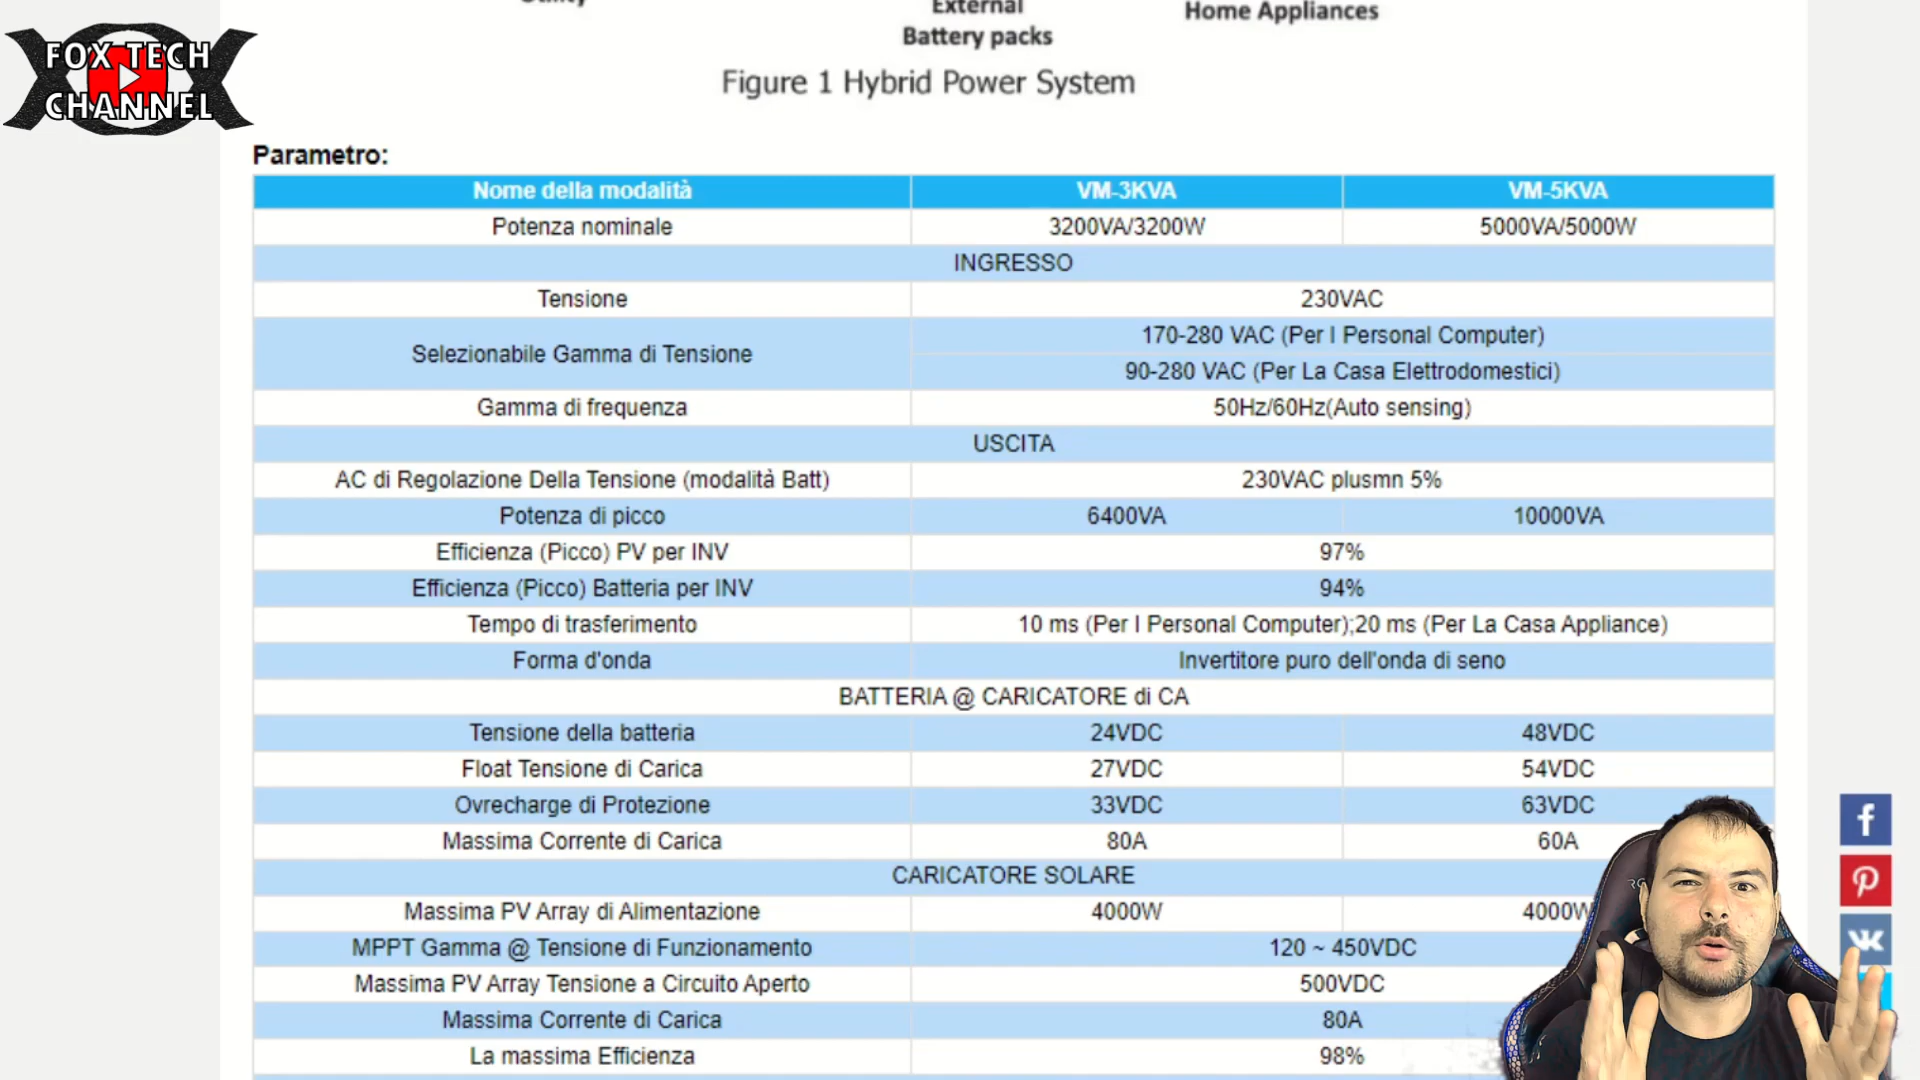 External
Battery packs
Home Appliances
Figure 1 Hybrid Power System
FOX TECH
CHANNEL
Parametro:
Nome della modalità VM-3KVA VM-5KVA
Potenza nominale 3200VA/3200W 5000VA/5000W
INGRESSO
Tensione 230VAC
Selezionabile Gamma di Tensione 170-280 VAC (Per I Personal Computer)
90-280 VAC (Per La Casa Elettrodomestici)
Gamma di frequenza 50Hz/60Hz(Auto sensing)
USCITA
AC di Regolazione Della Tensione (modalità Batt) 230VAC plusmn 5%
Potenza di picco 6400VA 10000VA
Efficienza (Picco) PV per INV 97%
Efficienza (Picco) Batteria per INV 94%
Tempo di trasferimento 10 ms (Per I Personal Computer);20 ms (Per La Casa Appliance)
Forma d'onda Invertitore puro dell'onda di seno
BATTERIA @ CARICATORE di CA
Tensione della batteria 24VDC 48VDC
Float Tensione di Carica 27VDC 54VDC
Ovrecharge di Protezione 33VDC 63VDC
Massima Corrente di Carica 80A 60A
CARICATORE SOLARE
Massima PV Array di Alimentazione 4000W 4000W
MPPT Gamma @ Tensione di Funzionamento 120 ~ 450VDC
Massima PV Array Tensione a Circuito Aperto 500VDC
Massima Corrente di Carica 80A
La massima Efficienza 98%